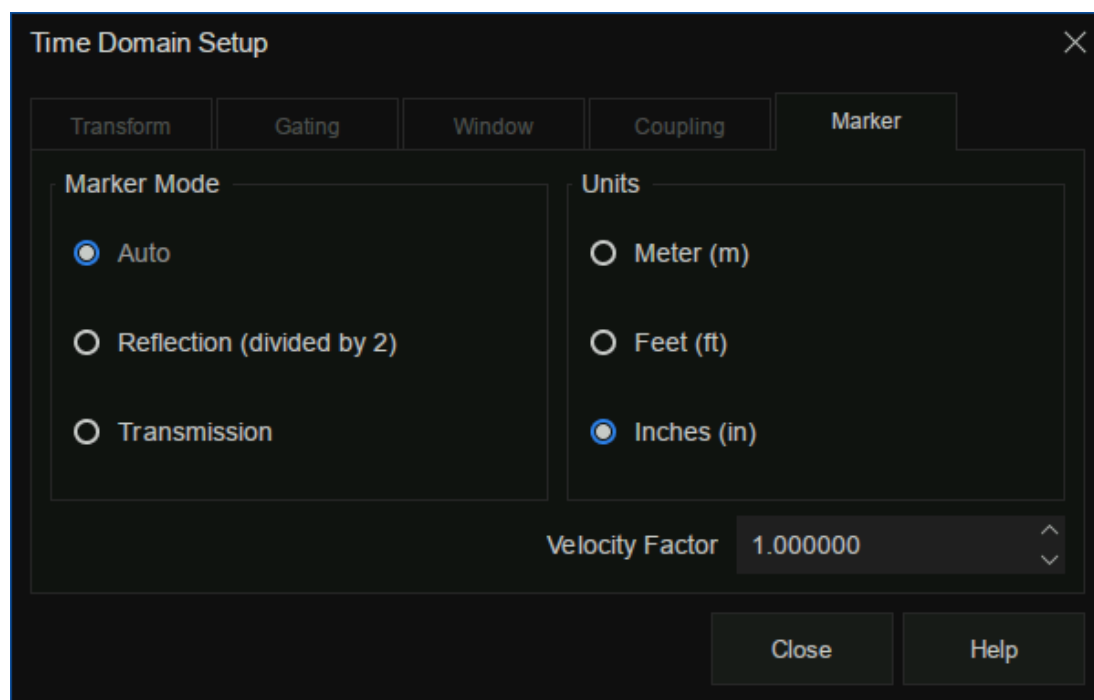 Time Domain Setup
Transform
Gating
Window
Coupling
Marker
Marker Mode
Auto
Reflection (divided by 2)
Transmission
Units
Meter (m)
Feet (ft)
Inches (in)
Velocity Factor 1.000000
Close
Help